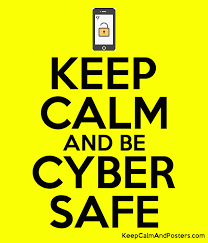 KEEP
CALM
AND BE
CYBER
SAFE
KeepCalmAndPosters.com